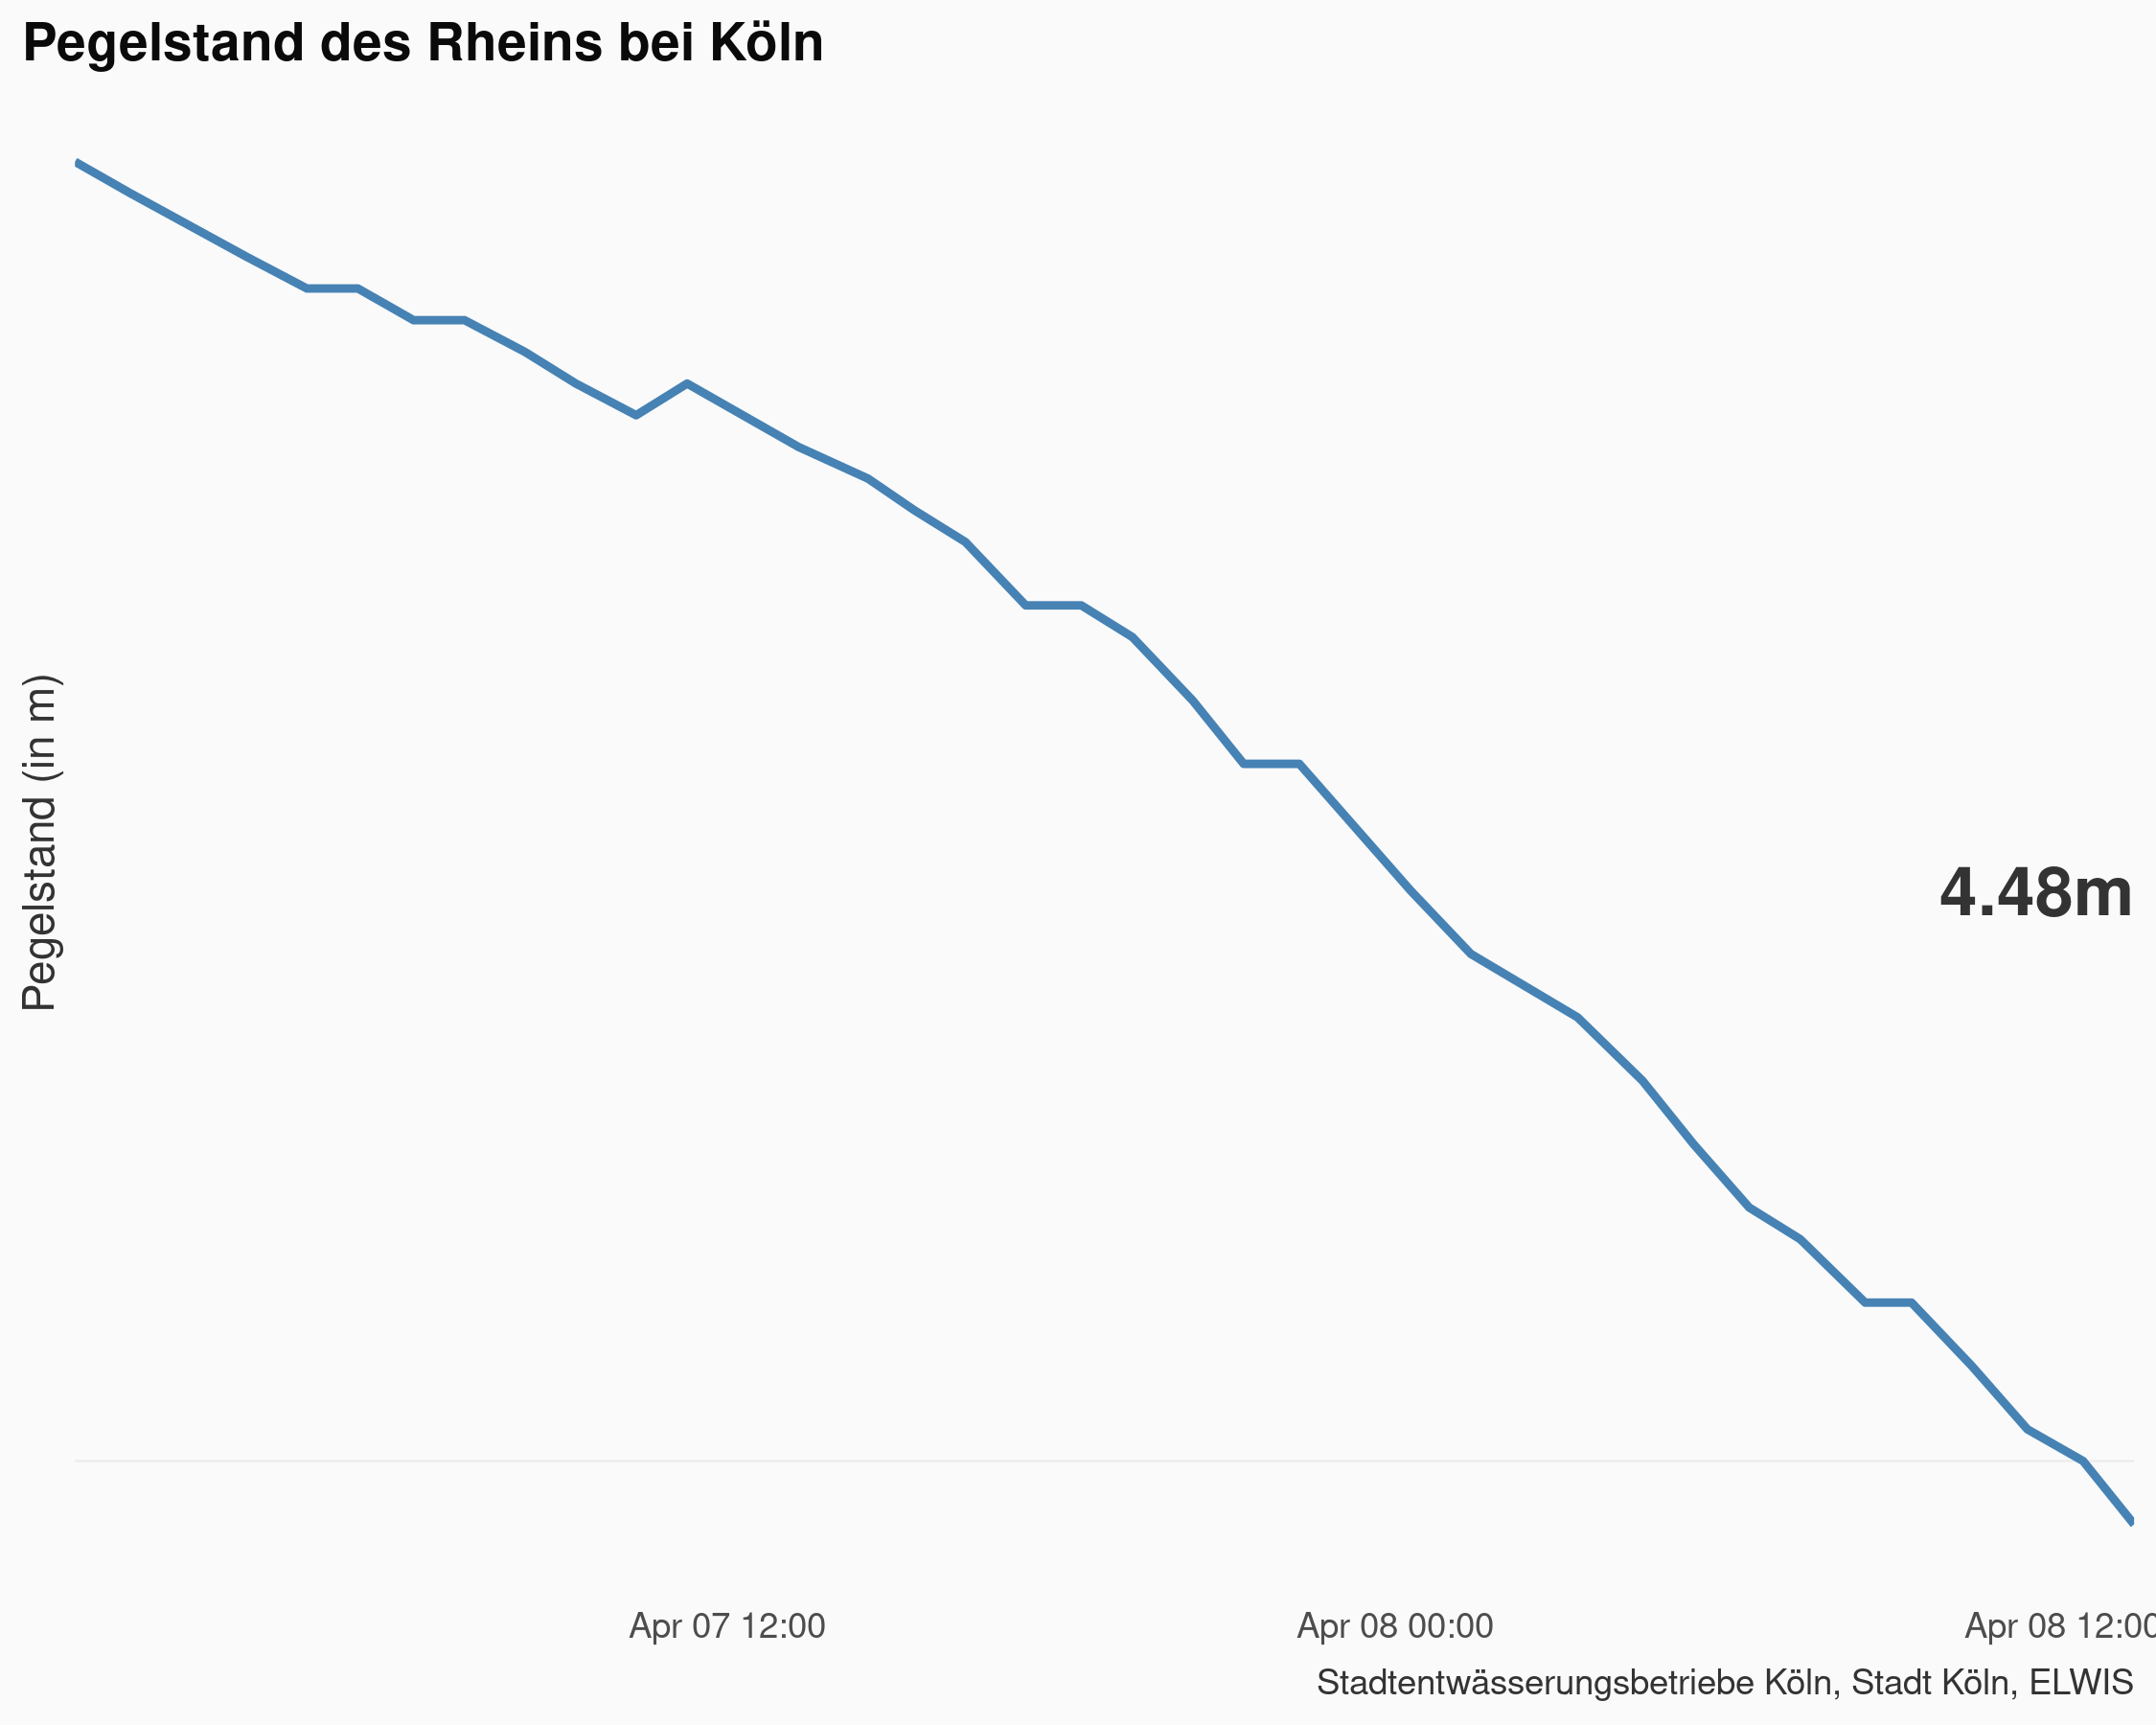 Pegelstand des Rheins bei Köln
Pegelstand (in m)
4.48m
Apr 07 12:00
Apr 08 00:00
Apr 08 12:00
Stadtentwässerungsbetriebe Köln, Stadt Köln, ELWIS